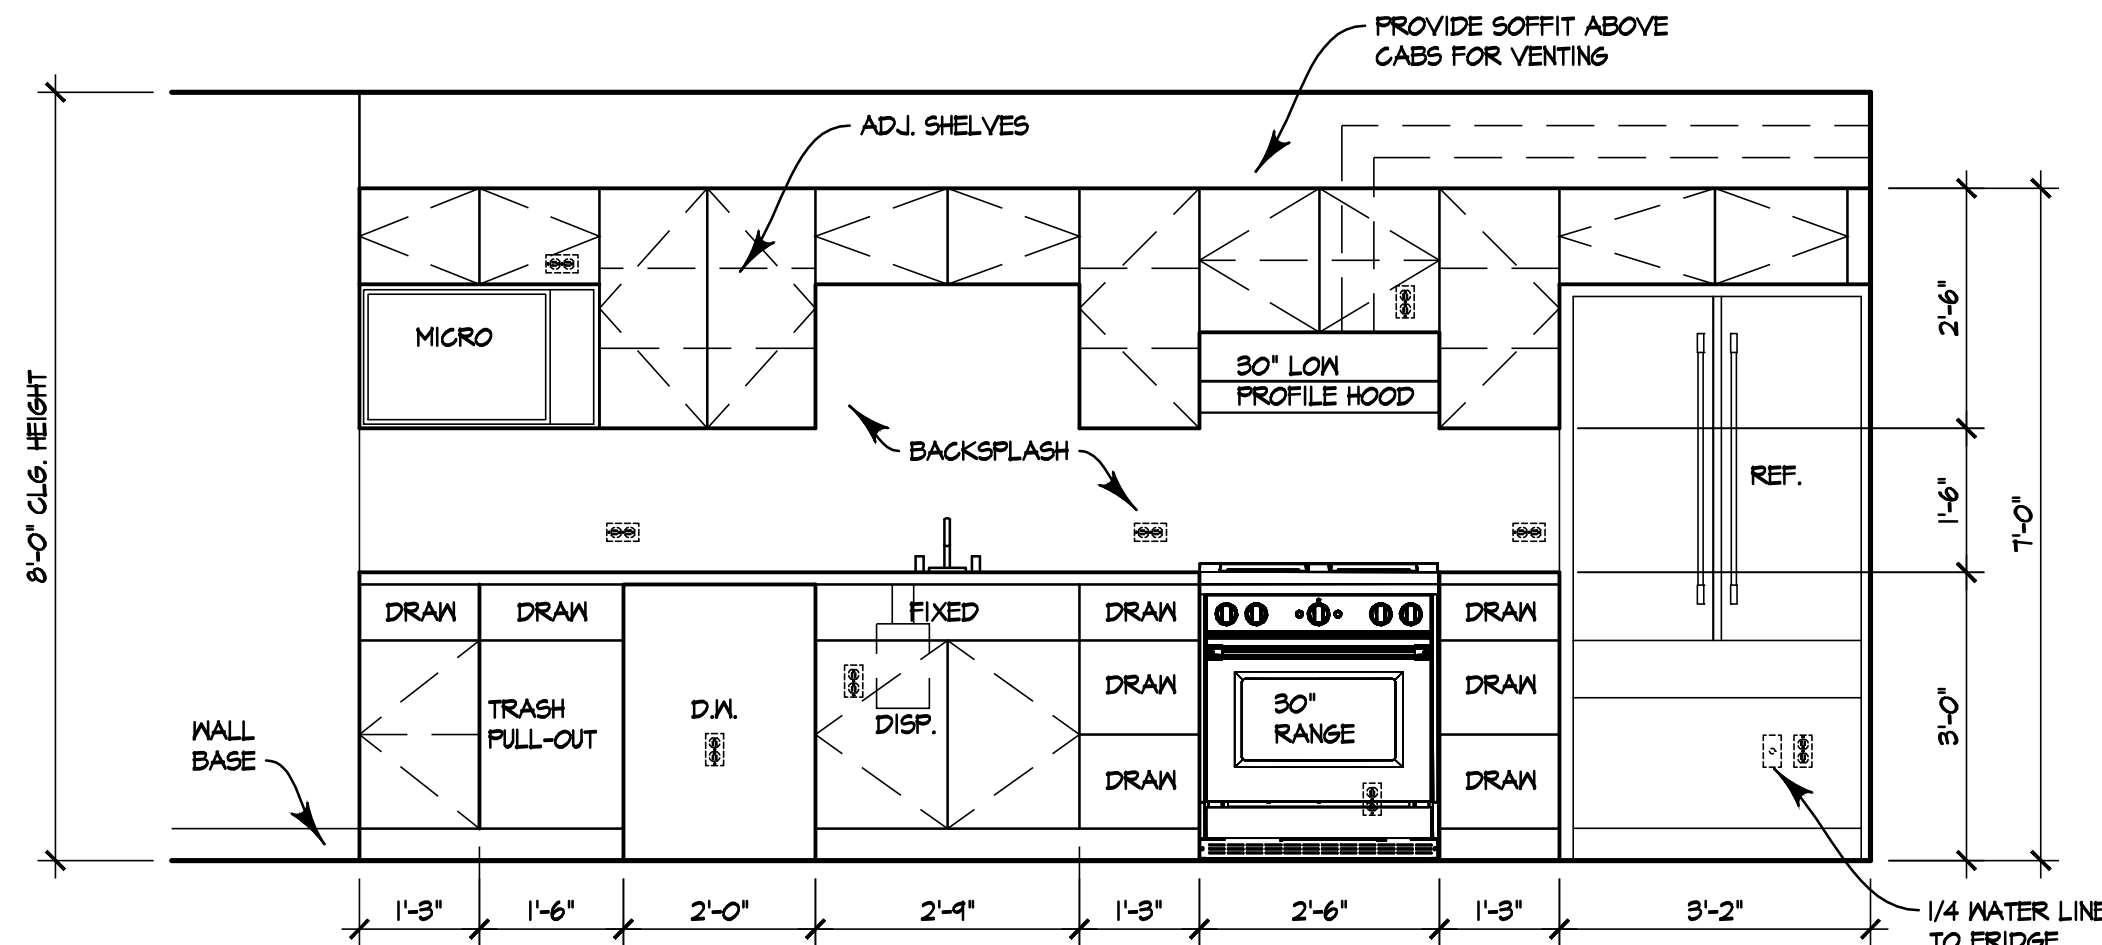 PROVIDE SOFFIT ABOVE
CABS FOR VENTING
ADJ. SHELVES
8'-0" CLG. HEIGHT
MICRO
30" LOW
PROFILE HOOD
BACKSPLASH
REF.
2'-6"
1'-6"
7'-0"
3'-0"
DRAW
DRAW
FIXED
DRAW
DRAW
TRASH
PULL-OUT
D.W.
DISP.
DRAW
30"
RANGE
DRAW
WALL
BASE
DRAW
DRAW
1'-3"
1'-6"
2'-0"
2'-9"
1'-3"
2'-6"
1'-3"
3'-2"
1/4 WATER LINE
TO FRIDGE